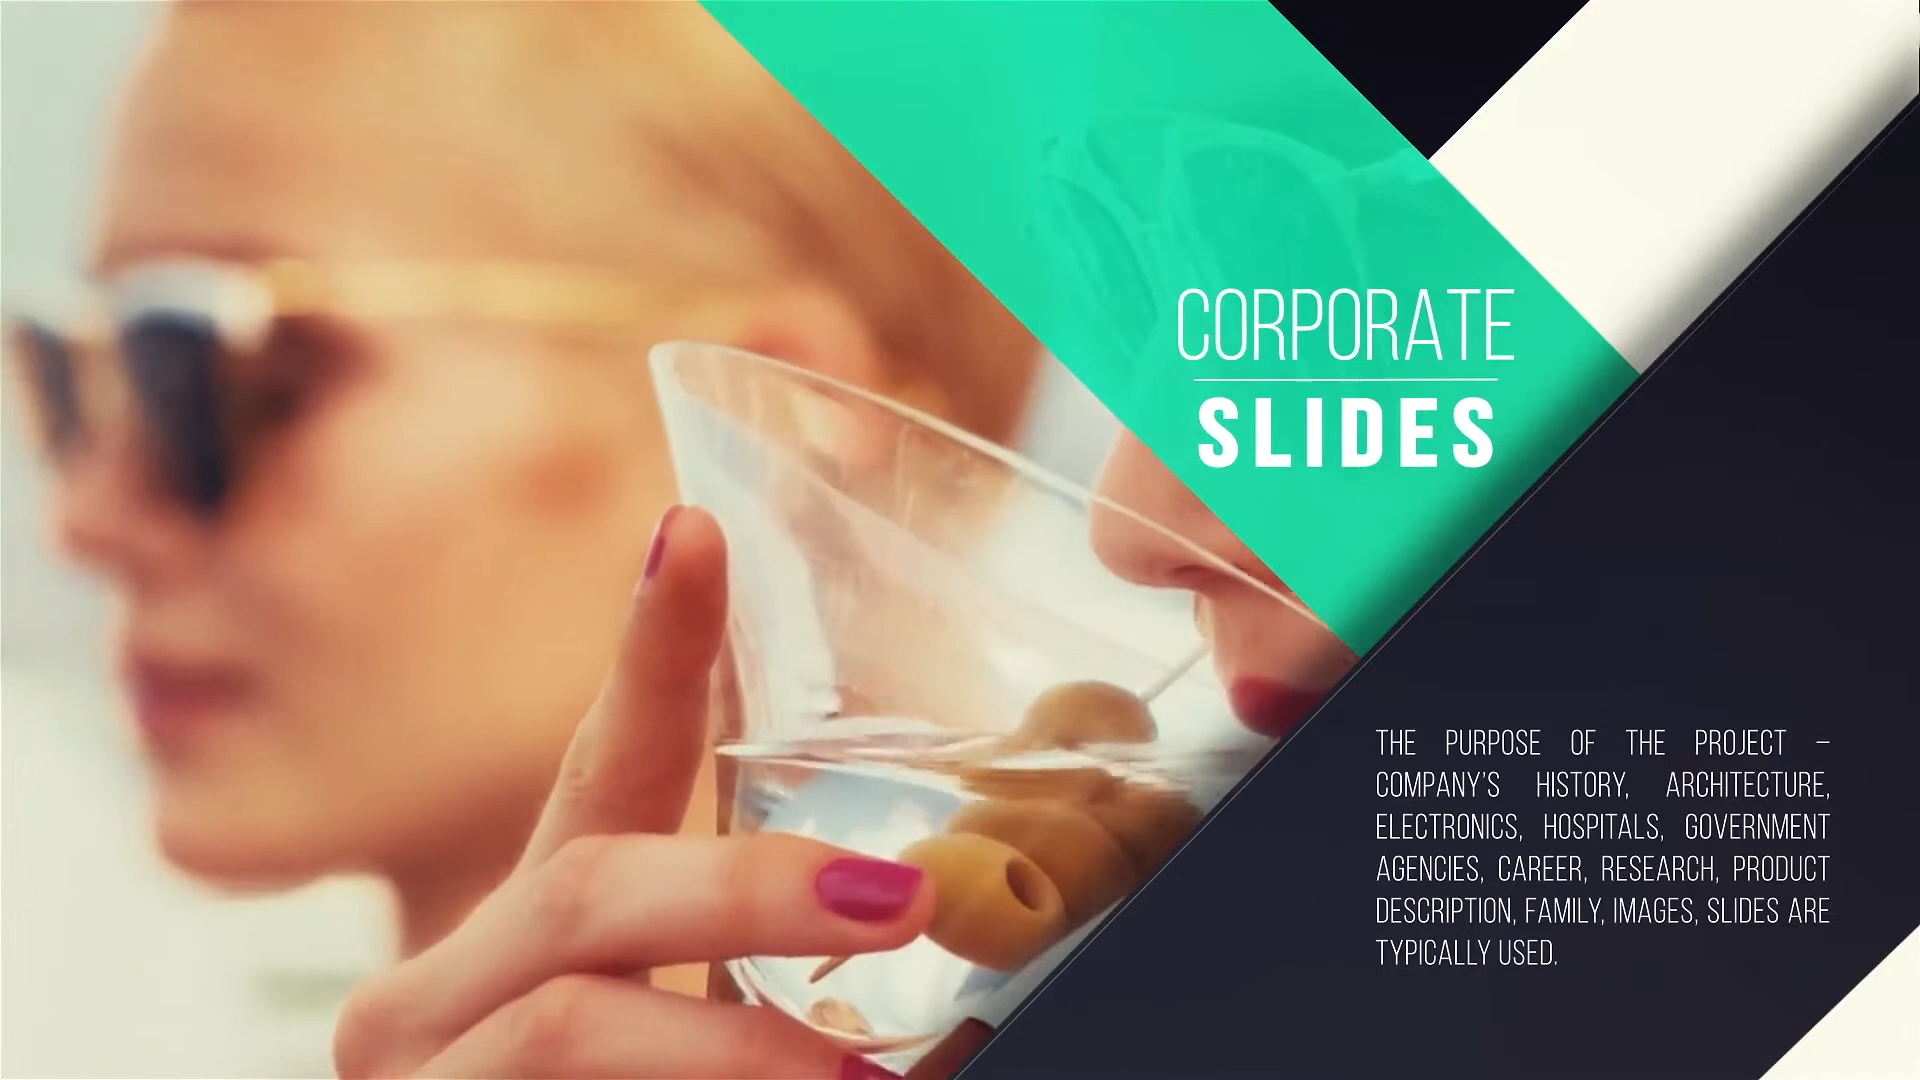 CORPORATE
SLIDES
THE PURPOSE OF THE PROJECT –
COMPANY'S HISTORY, ARCHITECTURE,
ELECTRONICS, HOSPITALS, GOVERNMENT
AGENCIES, CAREER, RESEARCH, PRODUCT
DESCRIPTION, FAMILY, IMAGES, SLIDES ARE
TYPICALLY USED.